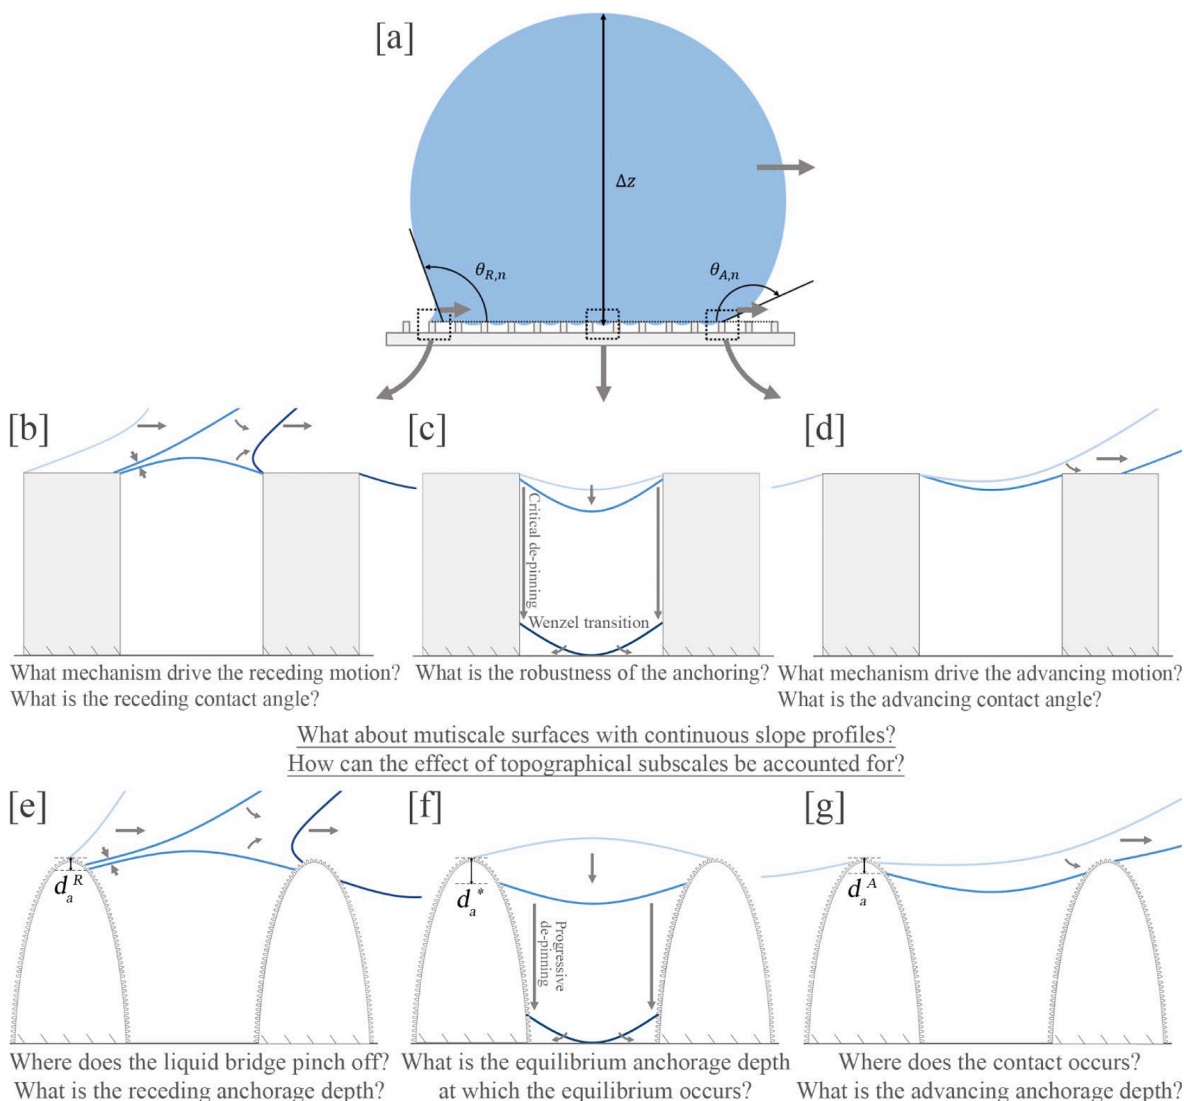 [a]
Δz
θR,n
θA,n
[b]
[c]
[d]
Critical de-pinning
Wenzel transition
What mechanism drive the receding motion?
What is the receding contact angle?
What is the robustness of the anchoring?
What mechanism drive the advancing motion?
What is the advancing contact angle?
What about mutiscale surfaces with continuous slope profiles?
How can the effect of topographical subscales be accounted for?
[e]
[f]
[g]
daR
da*
daA
Progressive
de-pinning
Where does the liquid bridge pinch off?
What is the receding anchorage depth?
What is the equilibrium anchorage depth
at which the equilibrium occurs?
Where does the contact occurs?
What is the advancing anchorage depth?